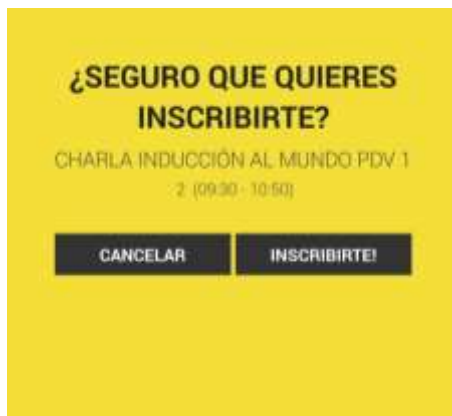 ¿SEGURO QUE QUIERES
INSCRIBIRTE?
CHARLA INDUCCIÓN AL MUNDO PDV 1
2 (09:30 - 10:50)
CANCELAR
INSCRIBIRTE!